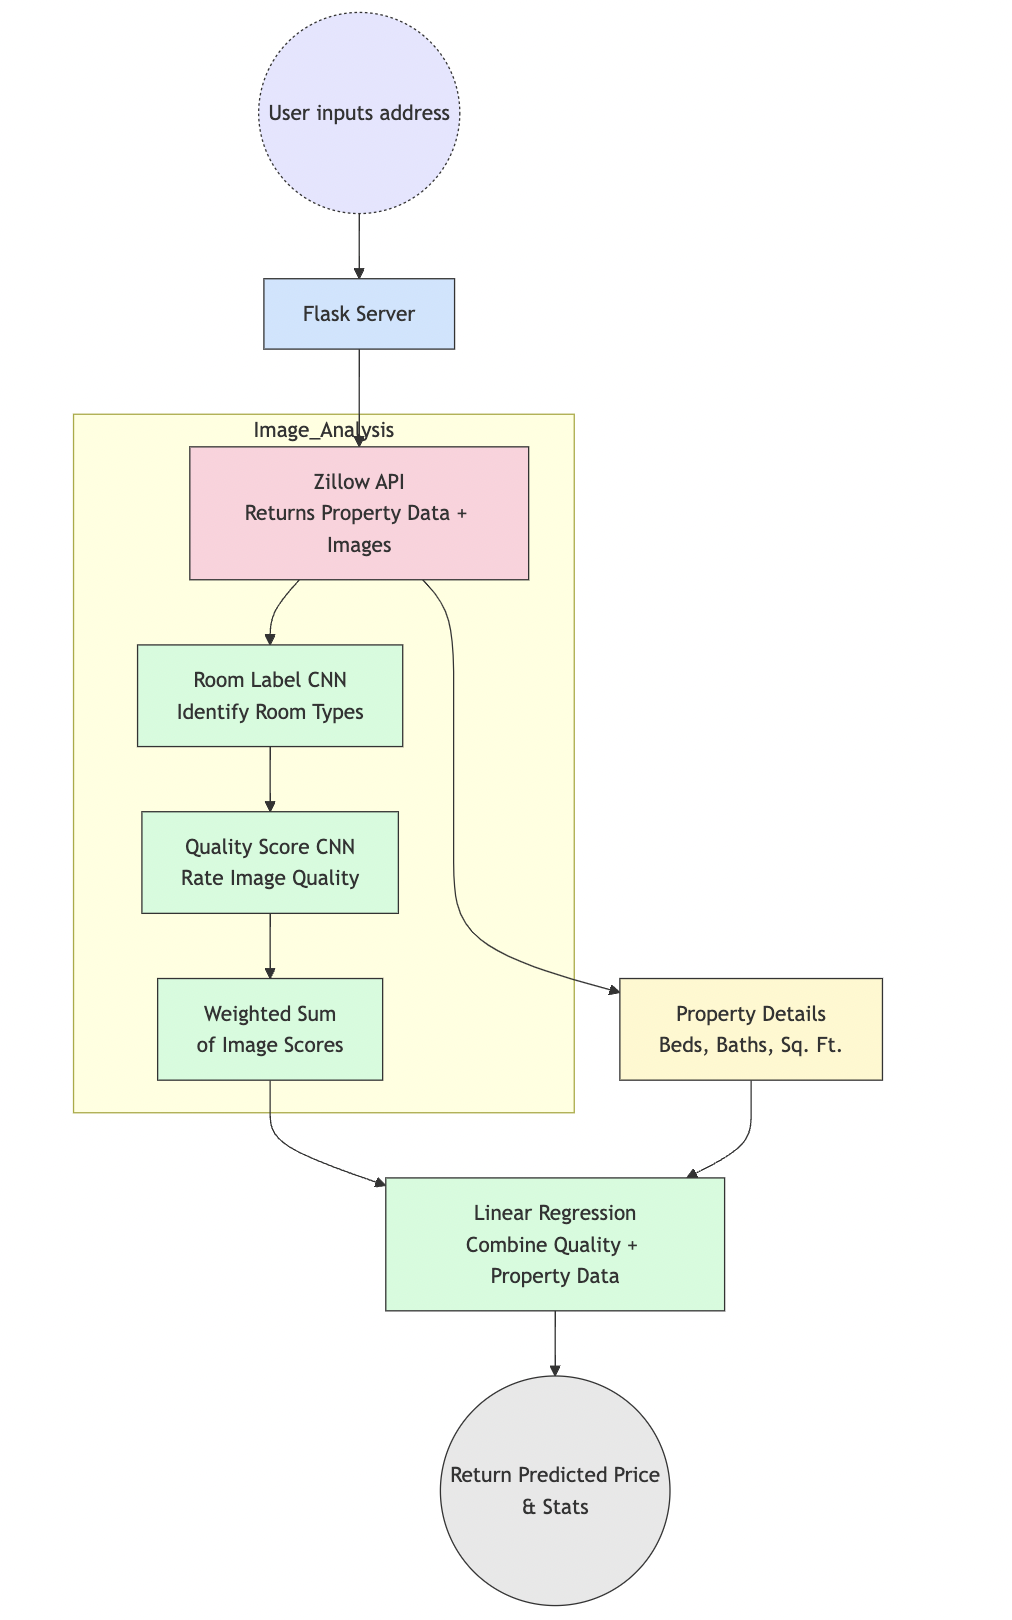 User inputs address
Flask Server
Image_Analysis
Zillow API
Returns Property Data +
Images
Room Label CNN
Identify Room Types
Quality Score CNN
Rate Image Quality
Weighted Sum
of Image Scores
Property Details
Beds, Baths, Sq. Ft.
Linear Regression
Combine Quality +
Property Data
Return Predicted Price
& Stats